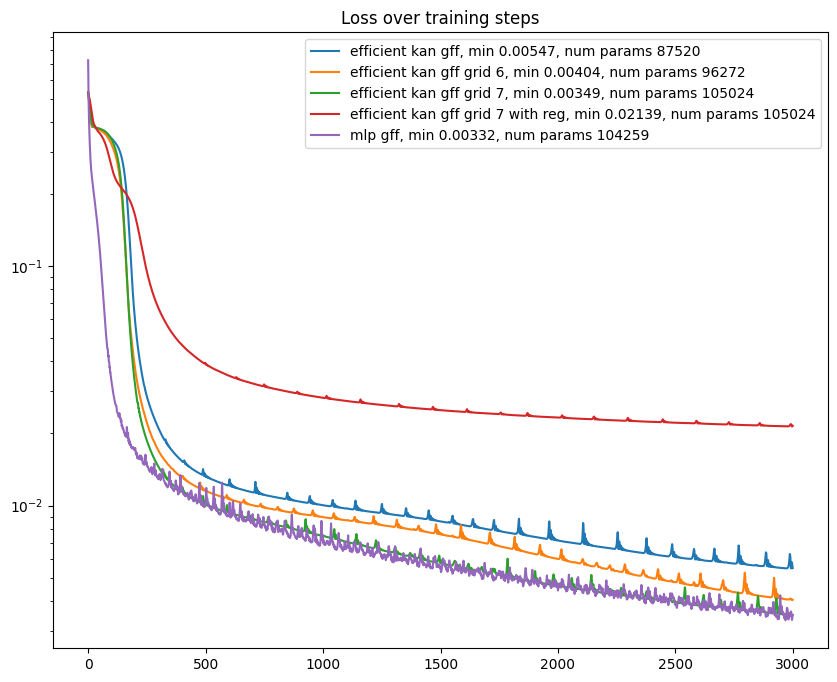 Loss over training steps
efficient kan gff, min 0.00547, num params 87520
efficient kan gff grid 6, min 0.00404, num params 96272
efficient kan gff grid 7, min 0.00349, num params 105024
efficient kan gff grid 7 with reg, min 0.02139, num params 105024
mlp gff, min 0.00332, num params 104259
10⁻¹
10⁻²
0 500 1000 1500 2000 2500 3000